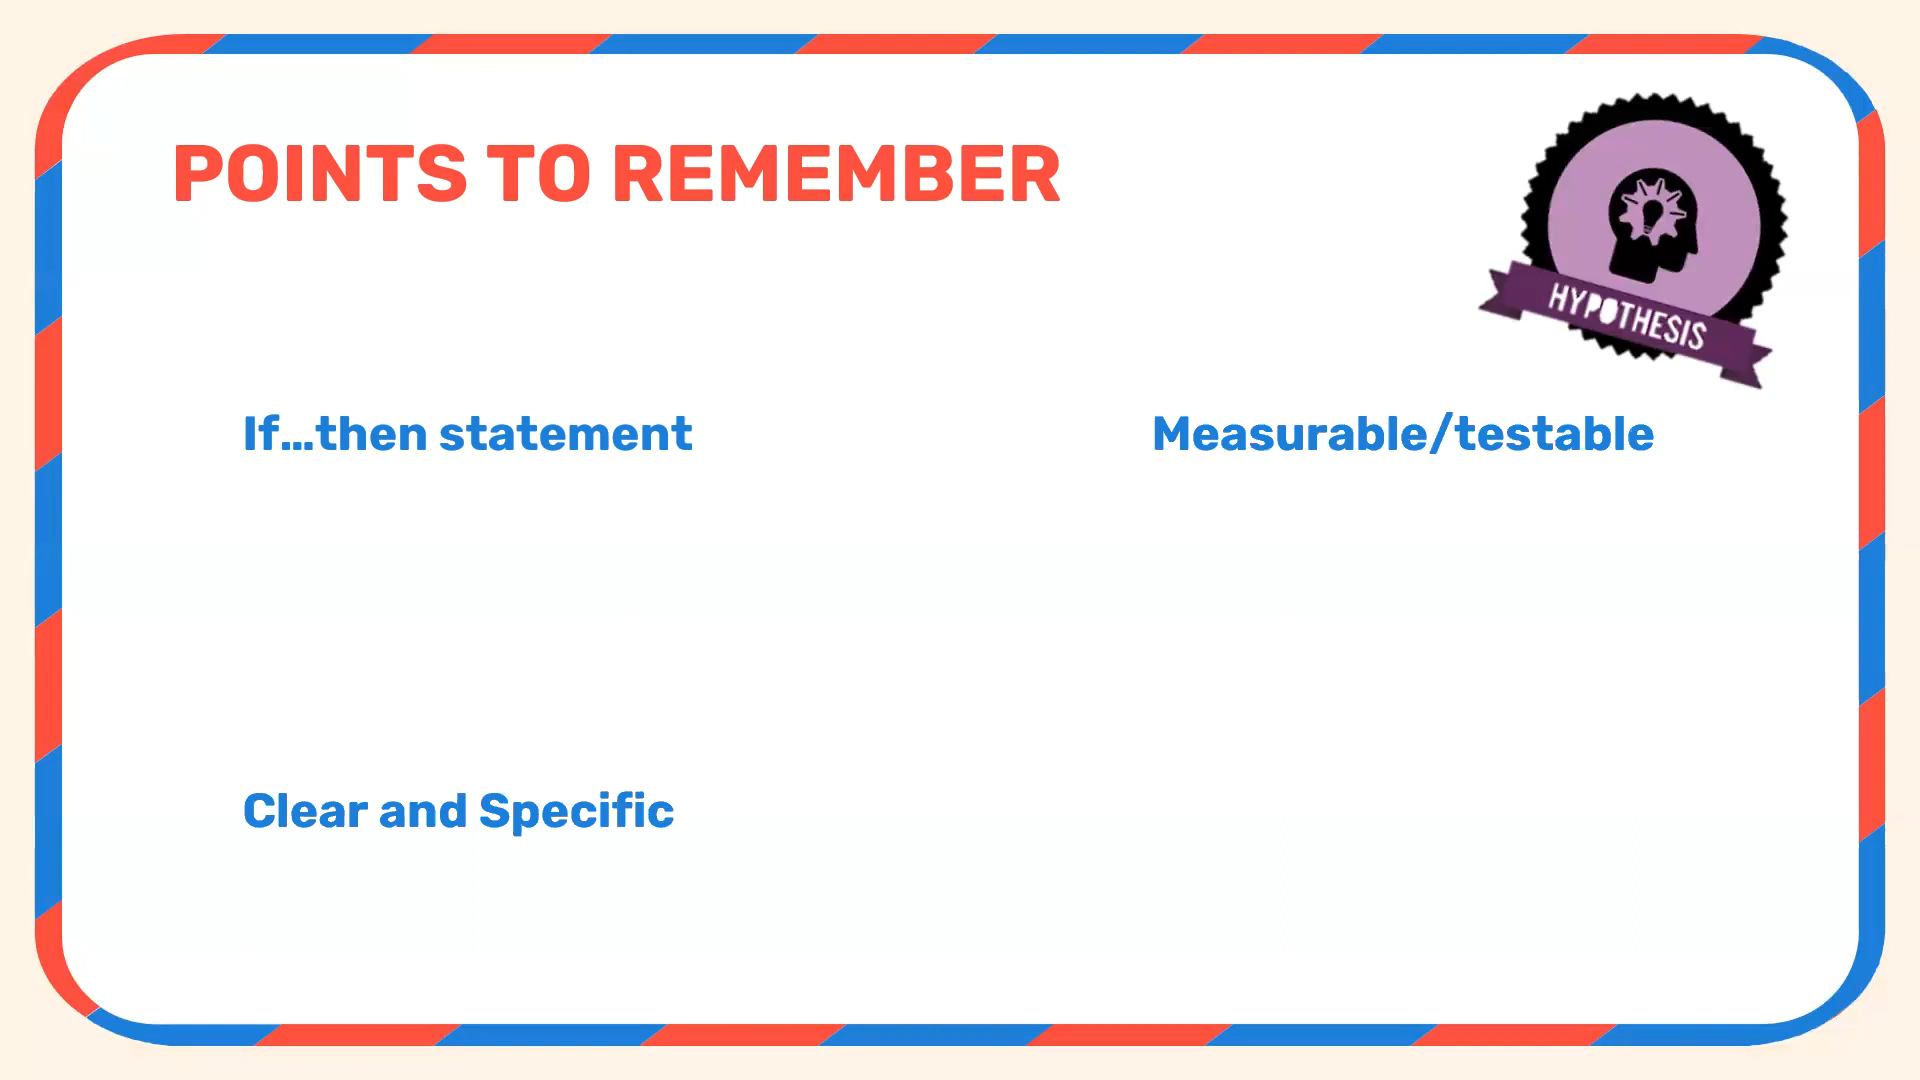 POINTS TO REMEMBER
HYPOTHESIS
If...then statement
Measurable/testable
Clear and Specific